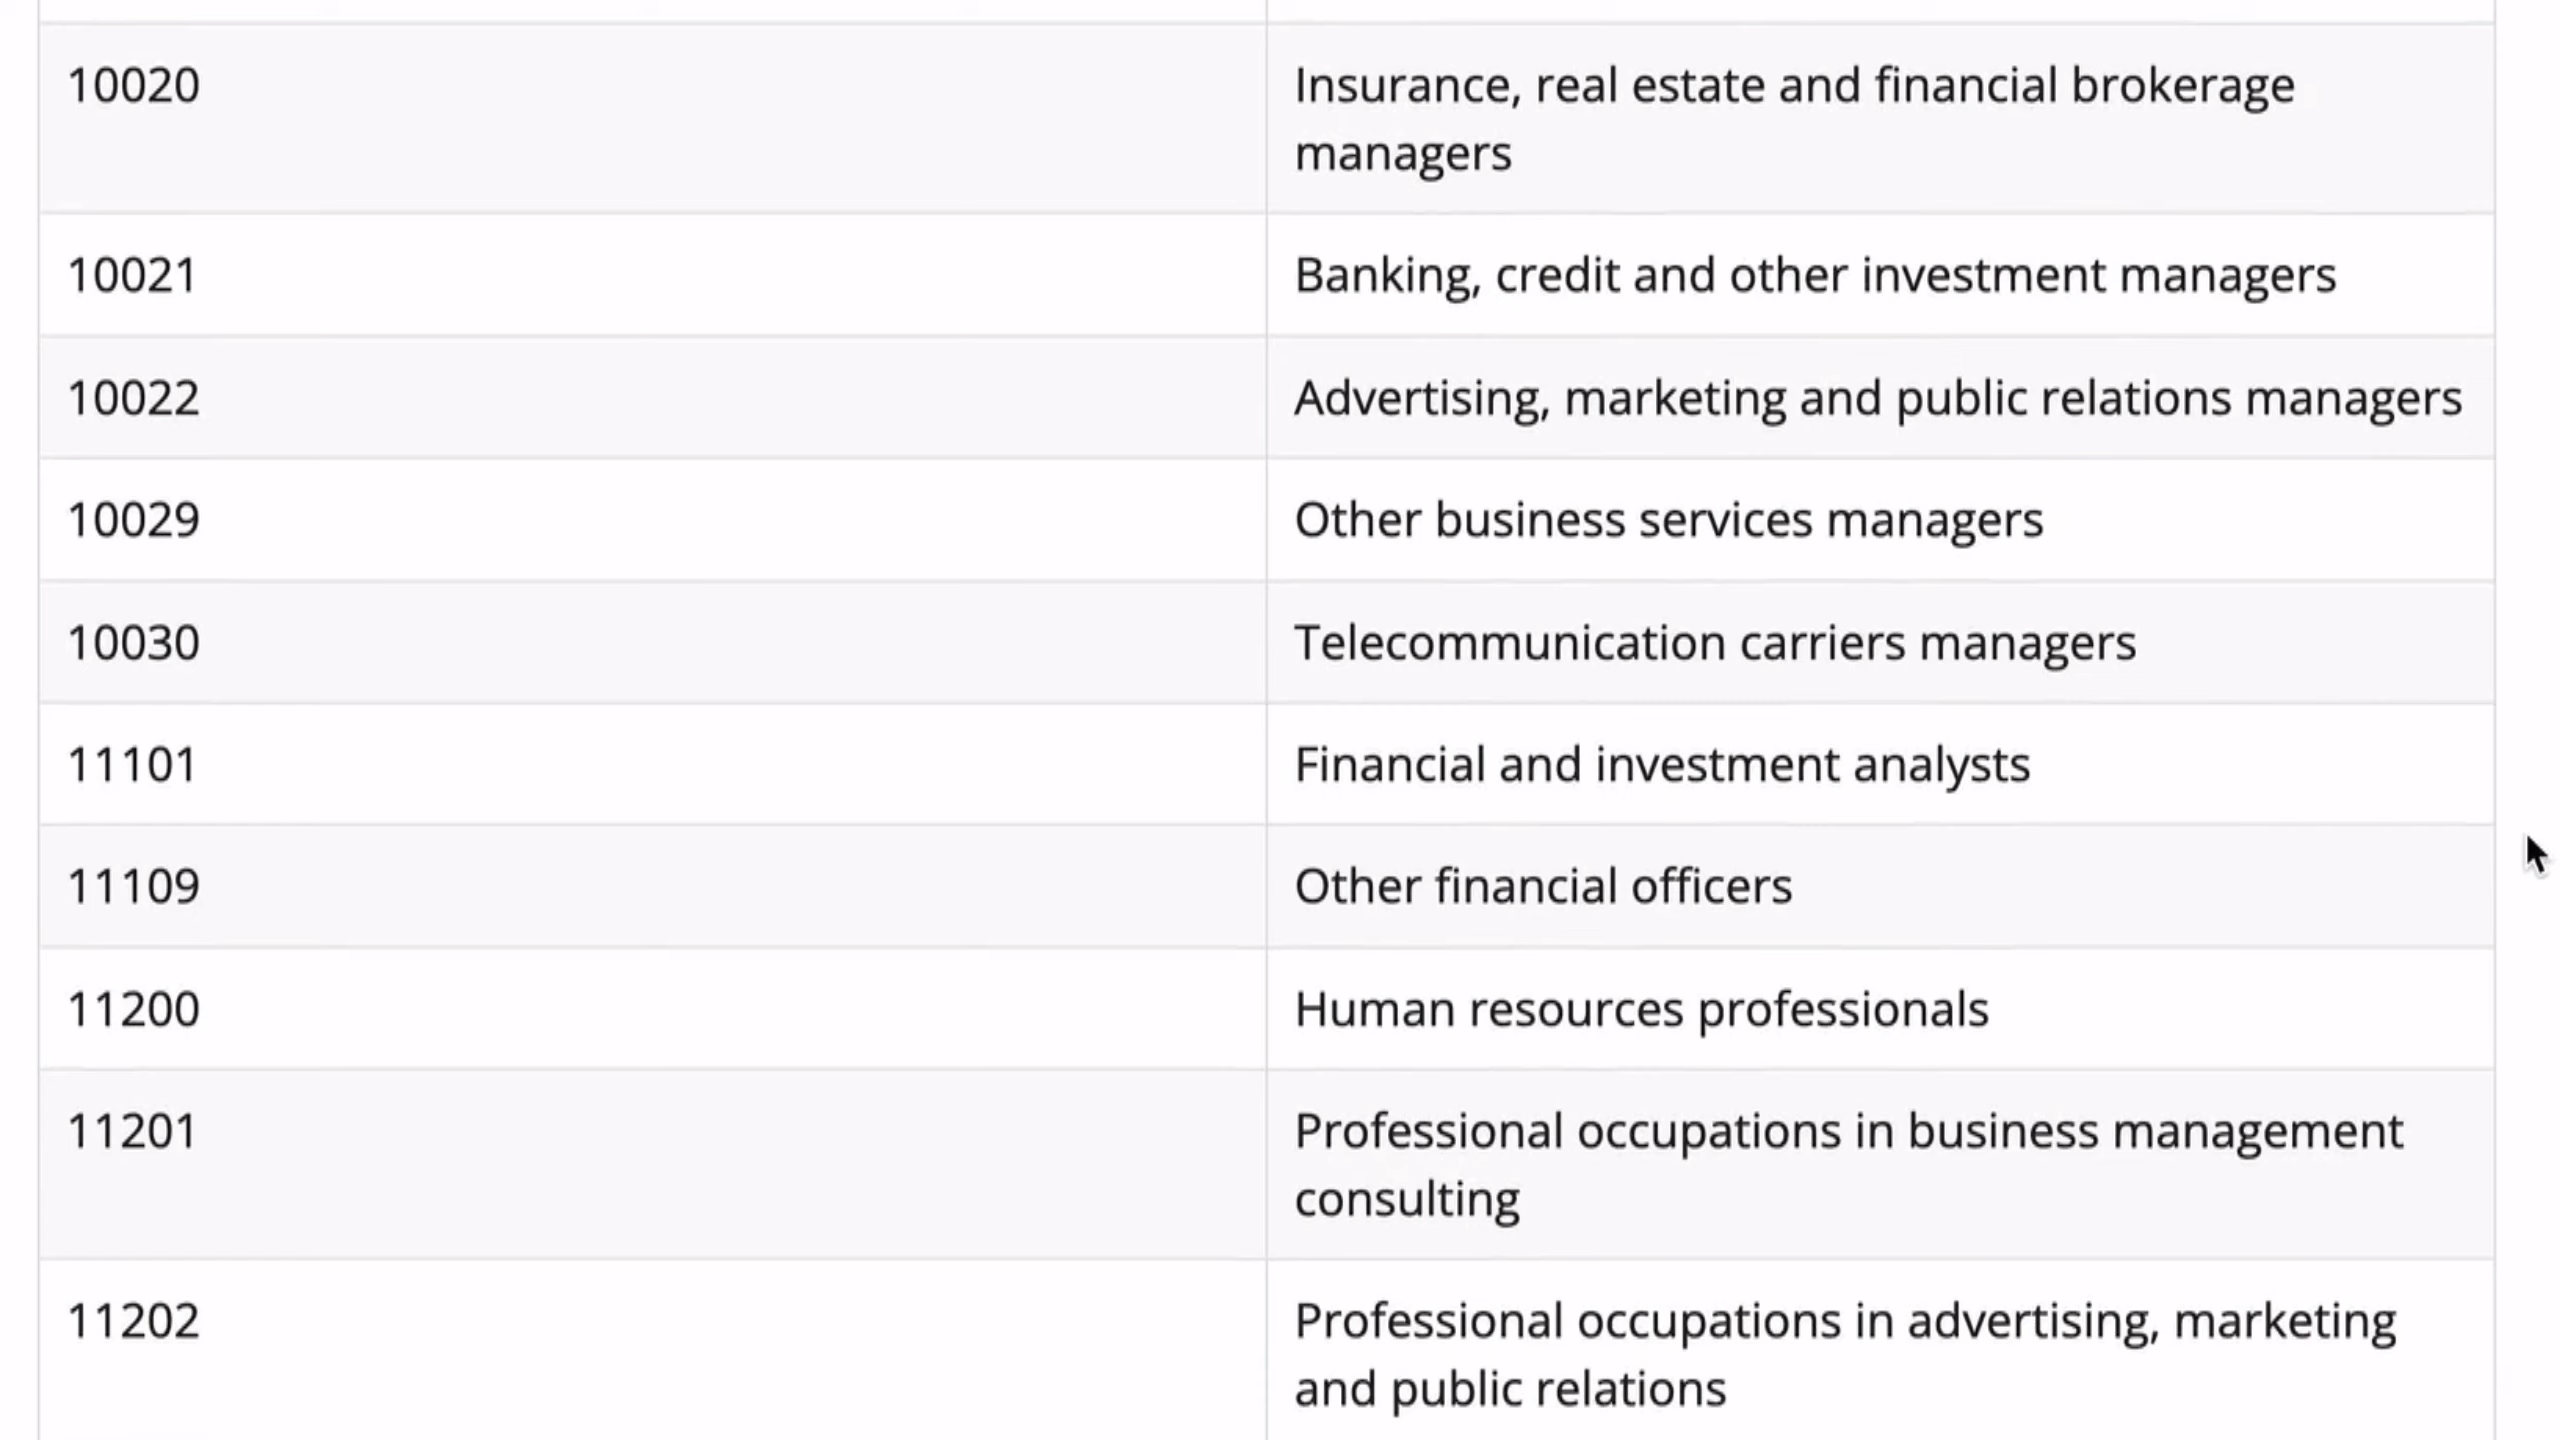 10020
Insurance, real estate and financial brokerage
managers
10021
Banking, credit and other investment managers
10022
Advertising, marketing and public relations managers
10029
Other business services managers
10030
Telecommunication carriers managers
11101
Financial and investment analysts
11109
Other financial officers
11200
Human resources professionals
11201
Professional occupations in business management
consulting
11202
Professional occupations in advertising, marketing
and public relations